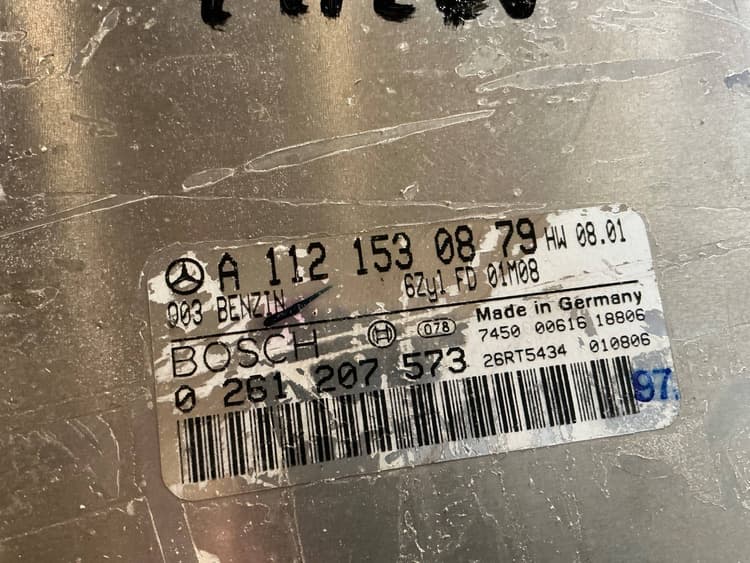 A 112 153 08 79 HW 08.01
Q03 BENZIN 6Zyl FD 01M08
Made in Germany
BOSCH 078 7450 00616 18806
0 261 207 573 26RT5434 010806
97